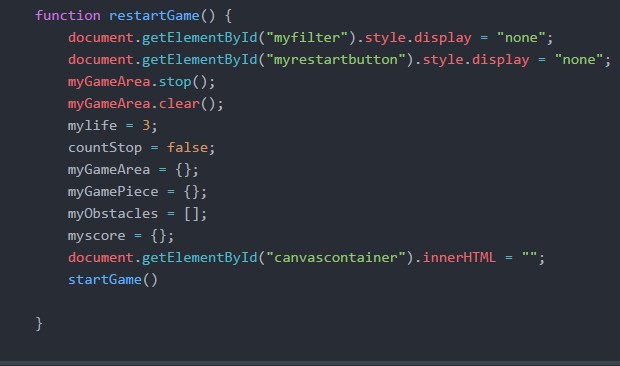 function restartGame() {
    document.getElementById("myfilter").style.display = "none";
    document.getElementById("myrestartbutton").style.display = "none";
    myGameArea.stop();
    myGameArea.clear();
    mylife = 3;
    countStop = false;
    myGameArea = {};
    myGamePiece = {};
    myObstacles = [];
    myscore = {};
    document.getElementById("canvascontainer").innerHTML = "";
    startGame()
}